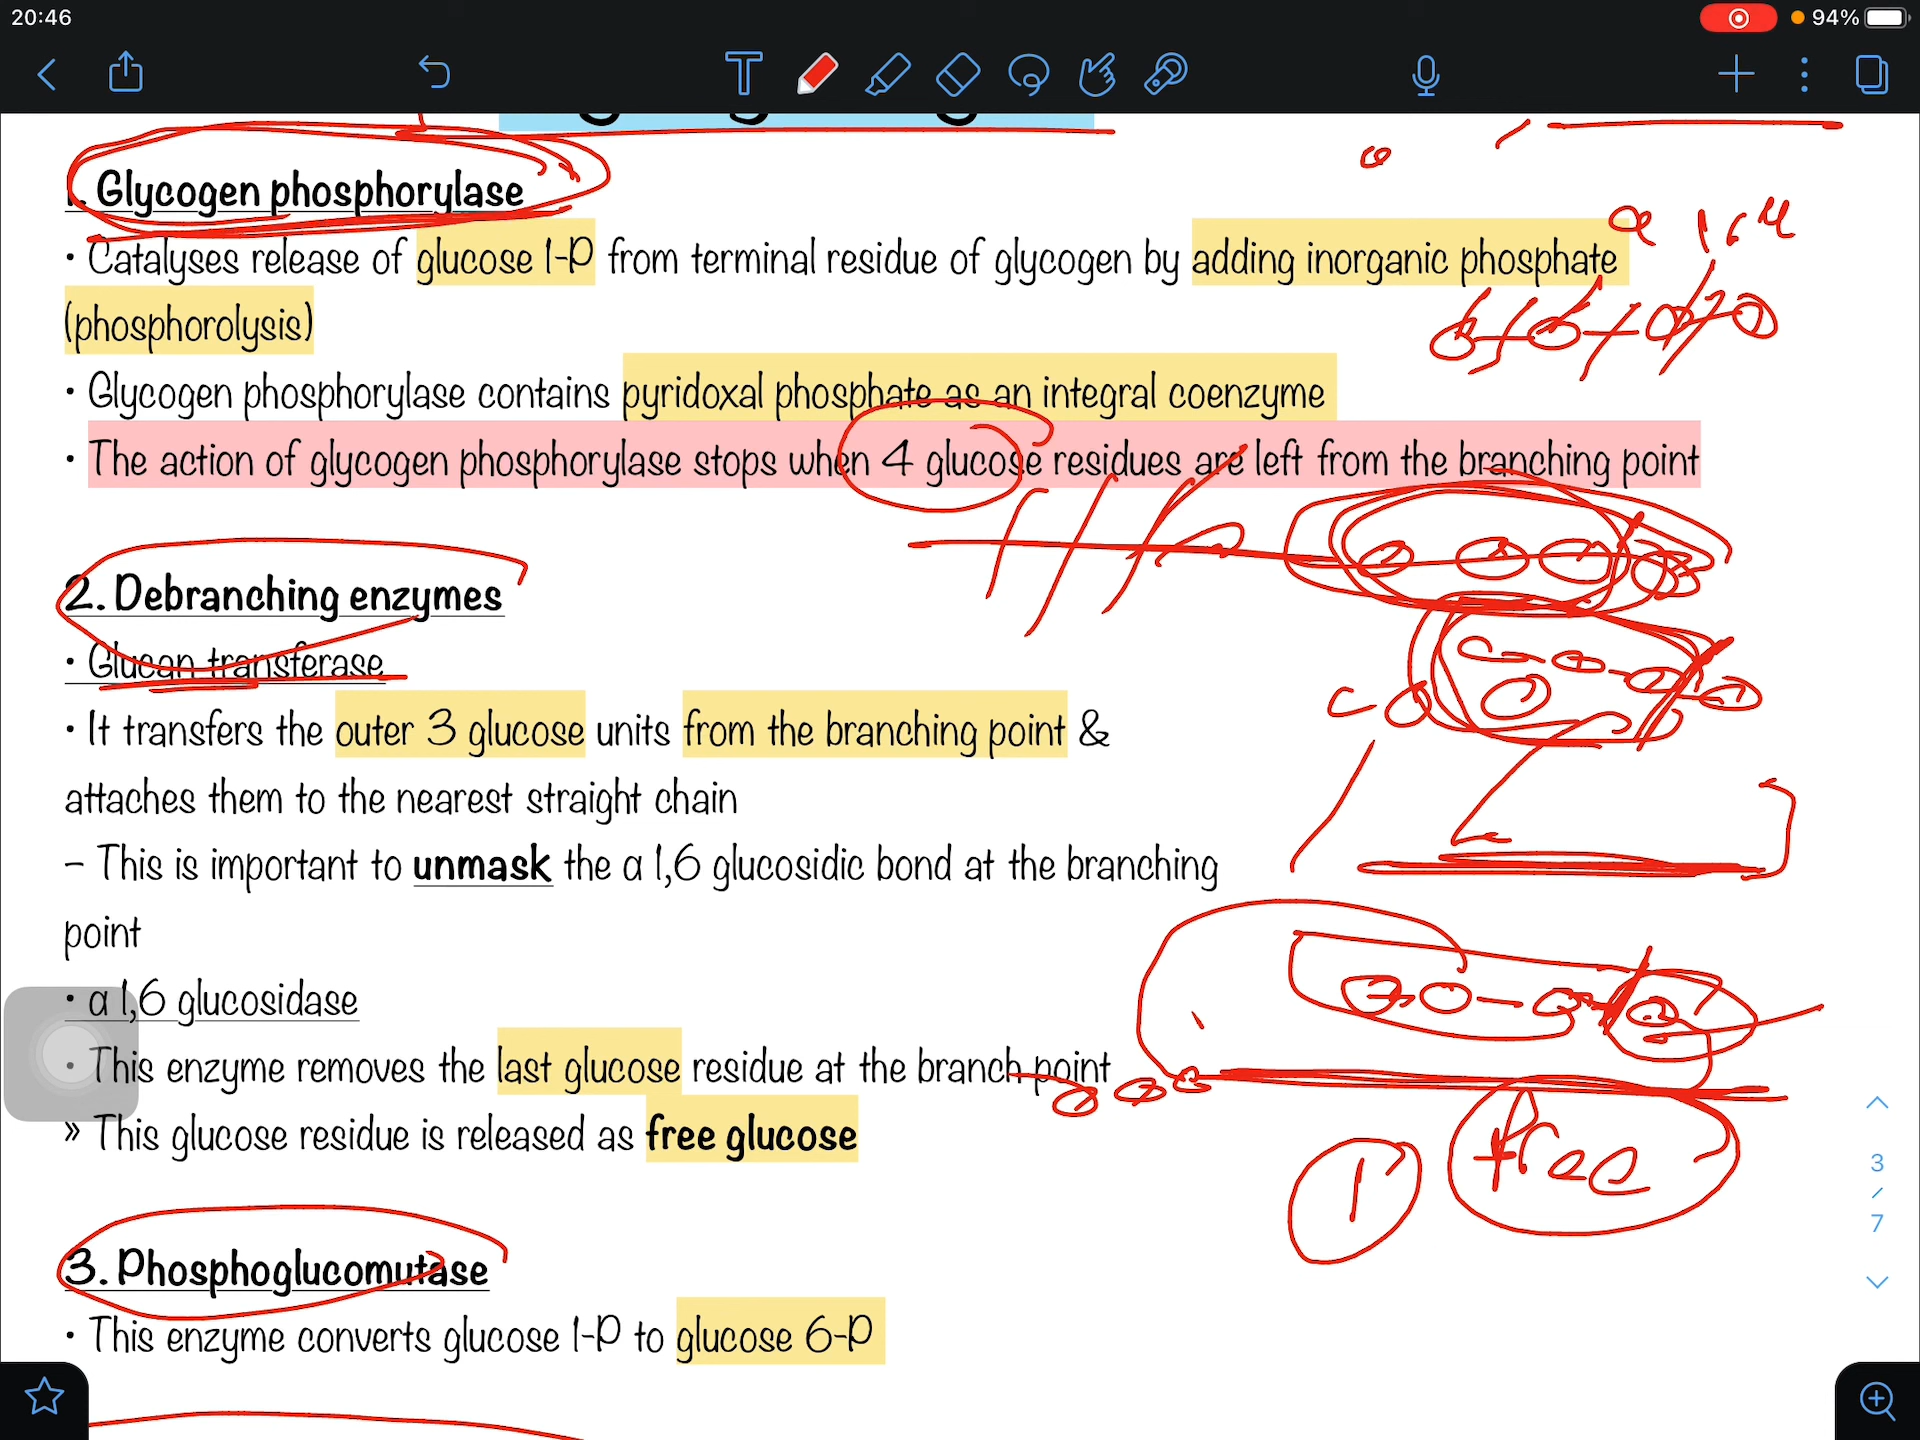 20:46
94%
1. Glycogen phosphorylase
• Catalyses release of glucose 1-P from terminal residue of glycogen by adding inorganic phosphate
(phosphorolysis)
α 1,4
• Glycogen phosphorylase contains pyridoxal phosphate as an integral coenzyme
• The action of glycogen phosphorylase stops when 4 glucose residues are left from the branching point
2. Debranching enzymes
• Glucan transferase
• It transfers the outer 3 glucose units from the branching point &
attaches them to the nearest straight chain
– This is important to unmask the α 1,6 glucosidic bond at the branching
point
• α 1,6 glucosidase
• This enzyme removes the last glucose residue at the branch point
» This glucose residue is released as free glucose
1 free
3. Phosphoglucomutase
• This enzyme converts glucose 1-P to glucose 6-P
3
/
7